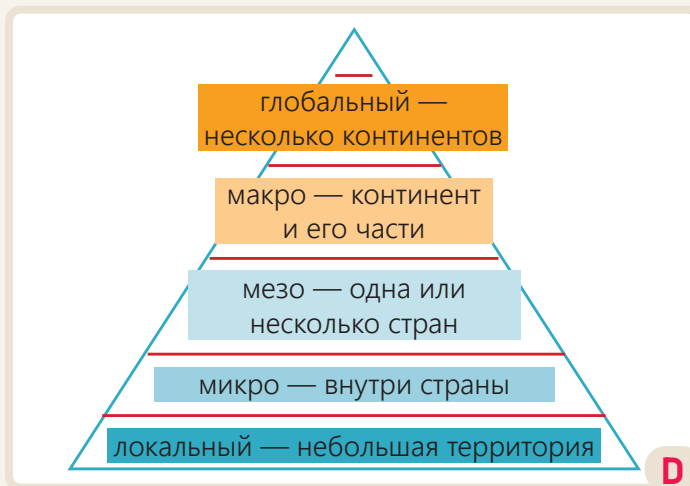 глобальный —
несколько континентов
макро — континент
и его части
мезо — одна или
несколько стран
микро — внутри страны
локальный — небольшая территория
D